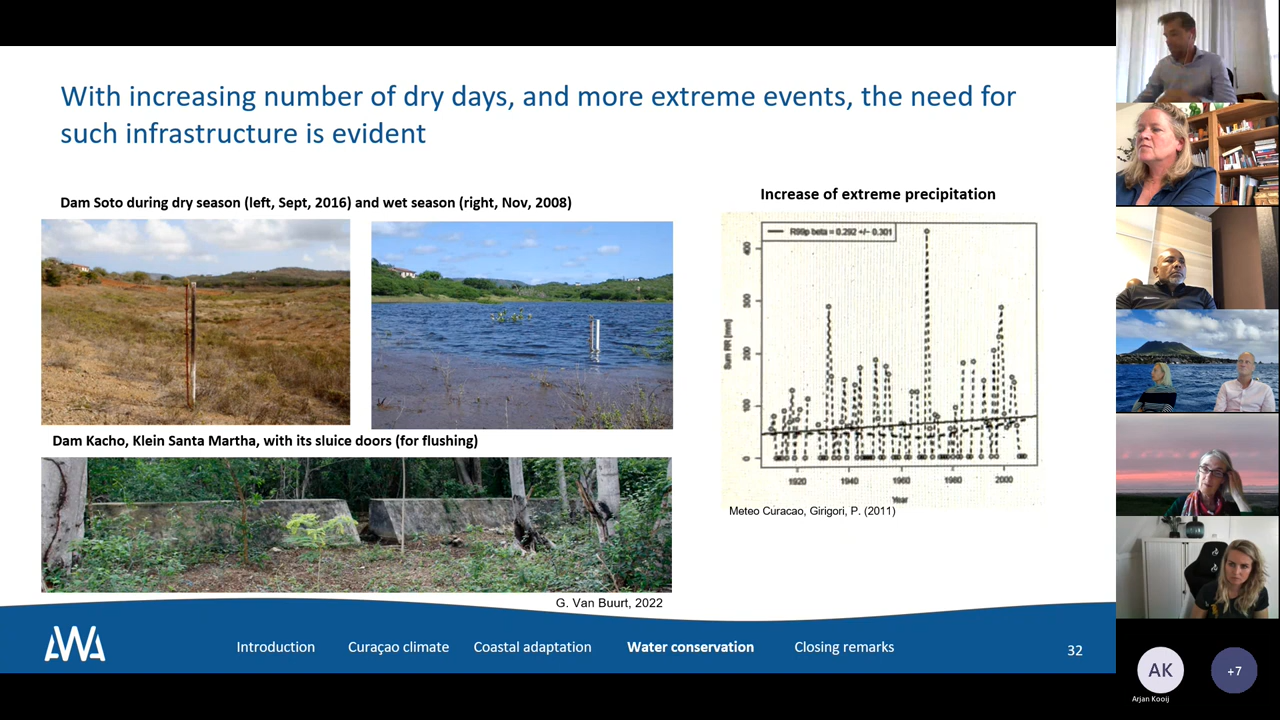 With increasing number of dry days, and more extreme events, the need for
such infrastructure is evident
Dam Soto during dry season (left, Sept, 2016) and wet season (right, Nov, 2008)
Dam Kacho, Klein Santa Martha, with its sluice doors (for flushing)
G. Van Buurt, 2022
Increase of extreme precipitation
R99p beta = 0.292 +/- 0.301
Sum RR [mm]
400
300
200
100
0
1920 1940 1960 1980 2000
Year
Meteo Curacao, Girigori, P. (2011)
AWA
Introduction Curaçao climate Coastal adaptation Water conservation Closing remarks
32
AK
Arjan Kooij
+7